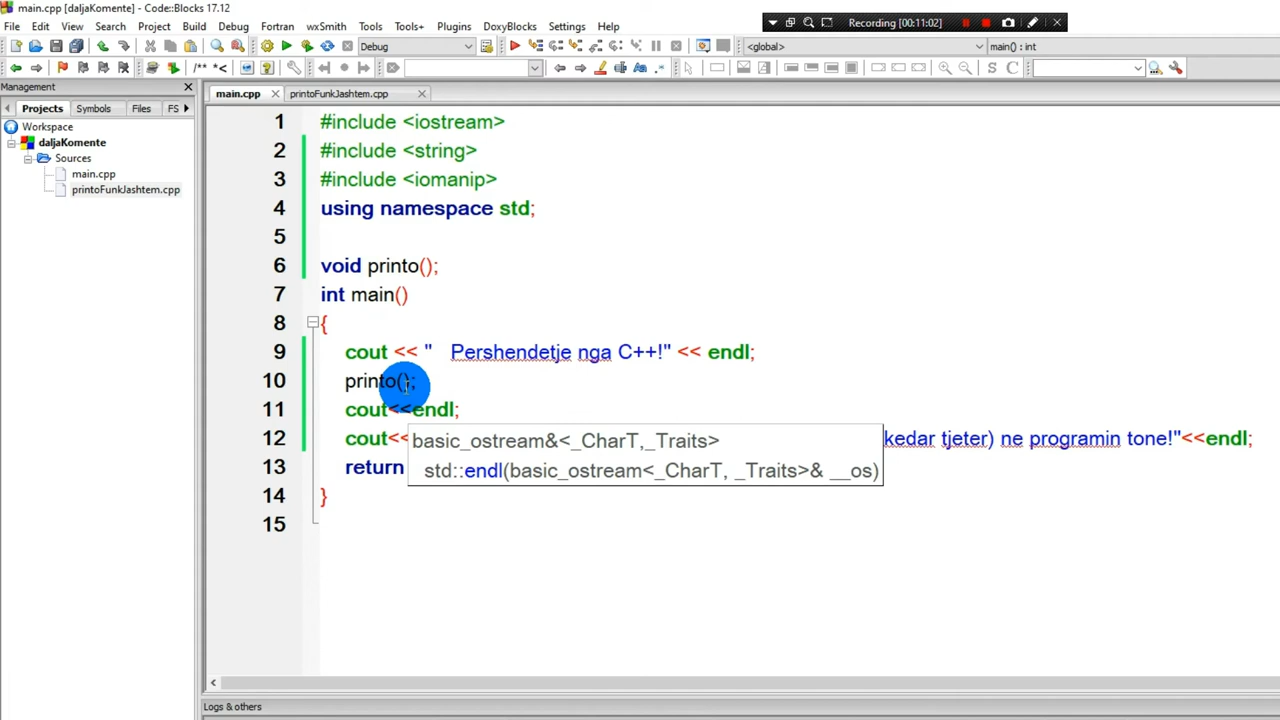 main.cpp [daljaKomente] - Code::Blocks 17.12
File Edit View Search Project Build Debug Fortran wxSmith Tools Tools+ Plugins DoxyBlocks Settings Help
Recording [00:11:02]
Debug <global> main() : int
/** *<
Aa .*
S C
Management
main.cpp printoFunkJashtem.cpp
Projects Symbols Files FS
Workspace
daljaKomente
Sources
main.cpp
printoFunkJashtem.cpp
1 #include <iostream>
2 #include <string>
3 #include <iomanip>
4 using namespace std;
5
6 void printo();
7 int main()
8 {
9 cout << "   Pershendetje nga C++!" << endl;
10 printo();
11 cout<<endl;
12 cout<< kedar tjeter) ne programin tone!"<<endl;
basic_ostream&<_CharT,_Traits>
std::endl(basic_ostream<_CharT, _Traits>& __os)
13 return
14 }
15
Logs & others